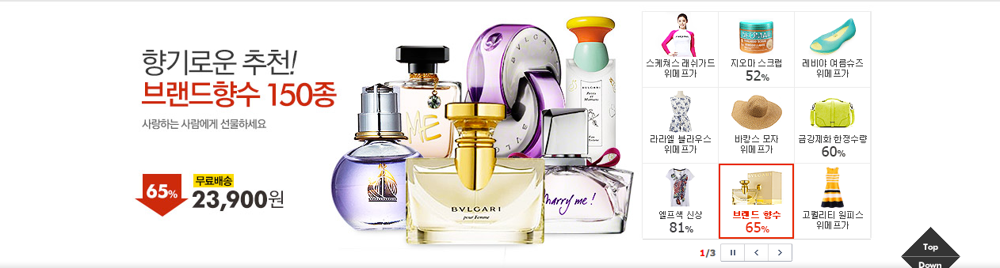 향기로운 추천!
브랜드향수 150종
사랑하는 사람에게 선물하세요
65%
무료배송
23,900원
ME
BVLGARI
BVLGARI
BVLGARI
pour Femme
marry me !
스케쳐스 래쉬가드
위메프가
지오마 스크럽
52%
레비아 여름슈즈
위메프가
라라엘 블라우스
위메프가
바캉스 모자
위메프가
금강제화 한정수량
60%
엘프색 신상
81%
브랜드 향수
65%
고퀄리티 원피스
위메프가
1/3
Top
Down